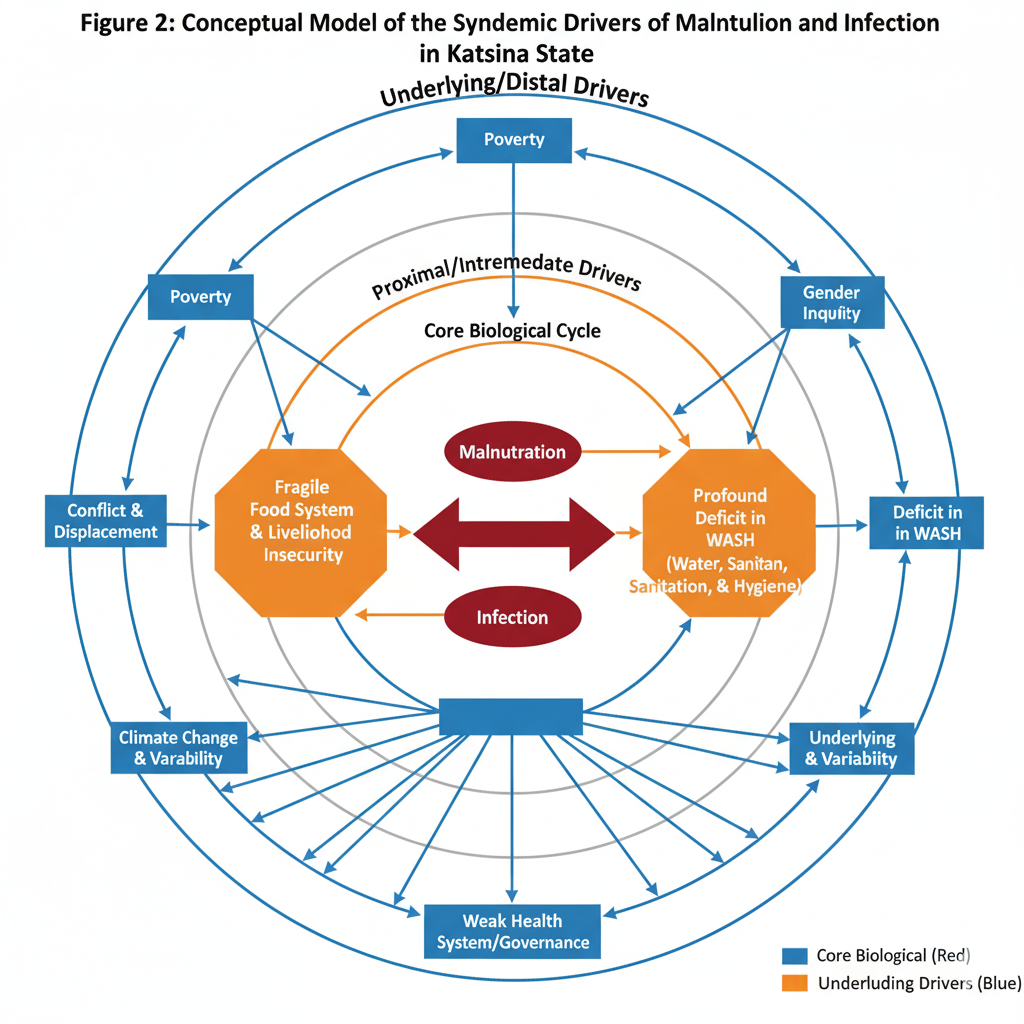 Figure 2: Conceptual Model of the Syndemic Drivers of Malntulion and Infection
in Katsina State
Underlying/Distal Drivers
Poverty
Proximal/Intremedate Drivers
Poverty
Gender
Inquity
Core Biological Cycle
Malnutration
Fragile
Food System
& Liveliohod
Insecurity
Profound
Deficit in
WASH
(Water, Sanitan,
Sanitation, & Hygiene)
Conflict &
Displacement
Deficit in
in WASH
Infection
Climate Change
& Varability
Underlying
& Variabiity
Weak Health
System/Governance
Core Biological (Red)
Underluding Drivers (Blue)